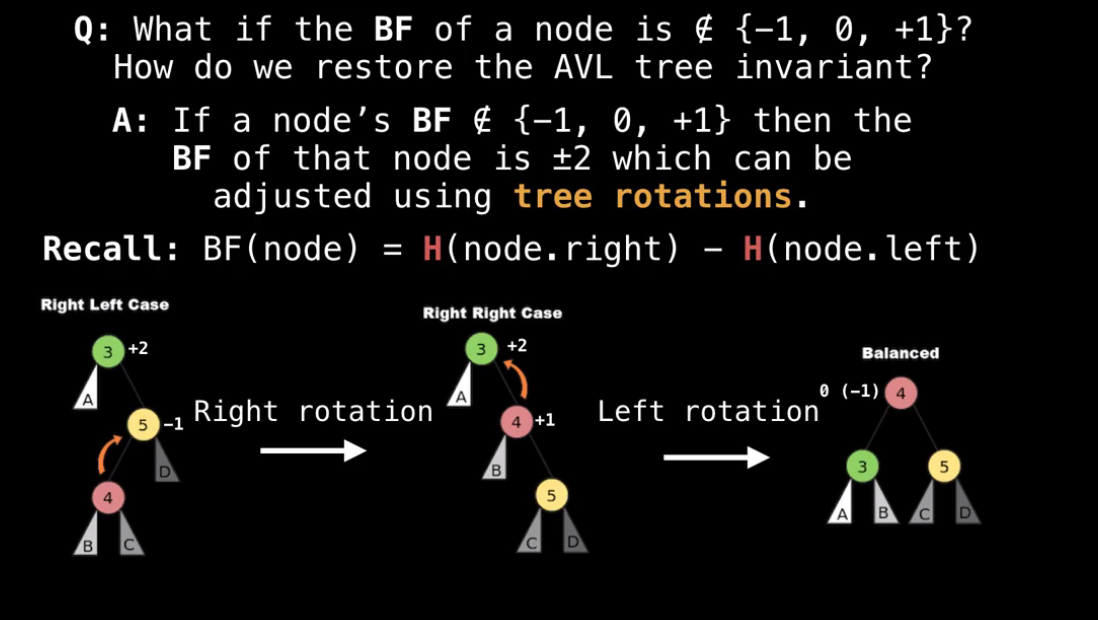 Q: What if the BF of a node is ∉ {−1, 0, +1}?
How do we restore the AVL tree invariant?
A: If a node’s BF ∉ {−1, 0, +1} then the
BF of that node is ±2 which can be
adjusted using tree rotations.
Recall: BF(node) = H(node.right) − H(node.left)
Right Left Case
3 +2
A
5 −1
D
4
B C
Right rotation
Right Right Case
3 +2
A
4 +1
B
5
C D
Left rotation
Balanced
0 (−1) 4
3 5
A B C D